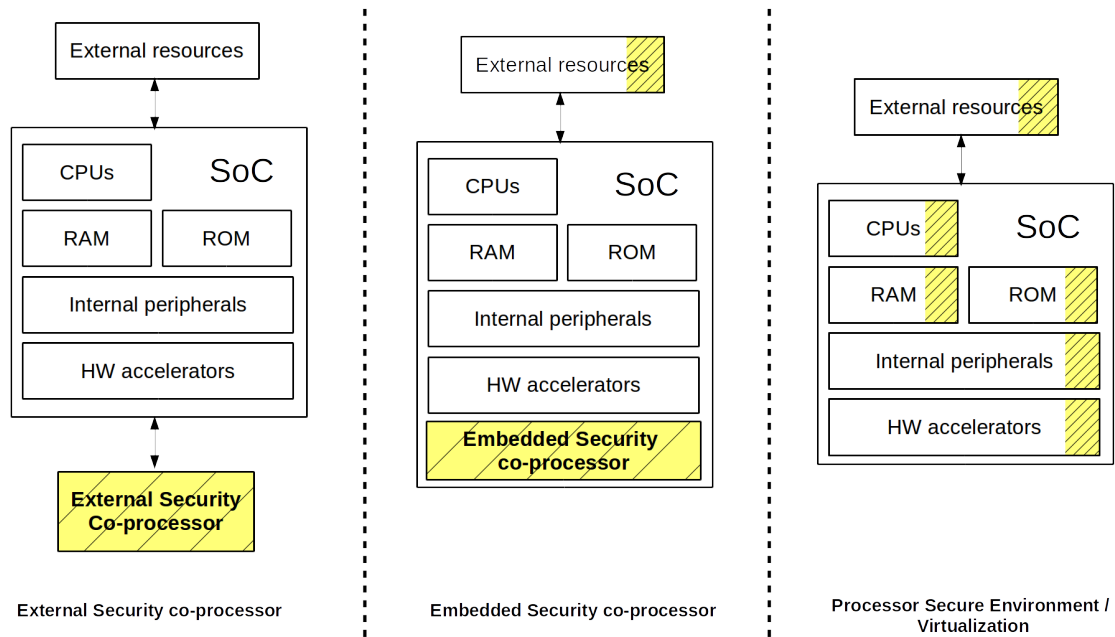 External resources
CPUs
SoC
RAM
ROM
Internal peripherals
HW accelerators
External Security
Co-processor
External Security co-processor
External resources
CPUs
SoC
RAM
ROM
Internal peripherals
HW accelerators
Embedded Security
co-processor
Embedded Security co-processor
External resources
CPUs
SoC
RAM
ROM
Internal peripherals
HW accelerators
Processor Secure Environment /
Virtualization